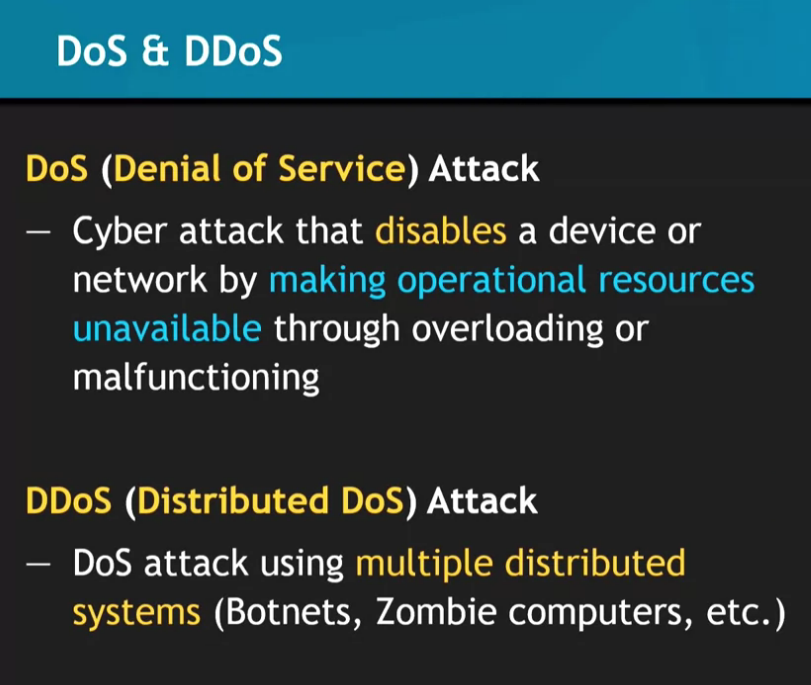 DoS & DDoS
DoS (Denial of Service) Attack
— Cyber attack that disables a device or
network by making operational resources
unavailable through overloading or
malfunctioning
DDoS (Distributed DoS) Attack
— DoS attack using multiple distributed
systems (Botnets, Zombie computers, etc.)